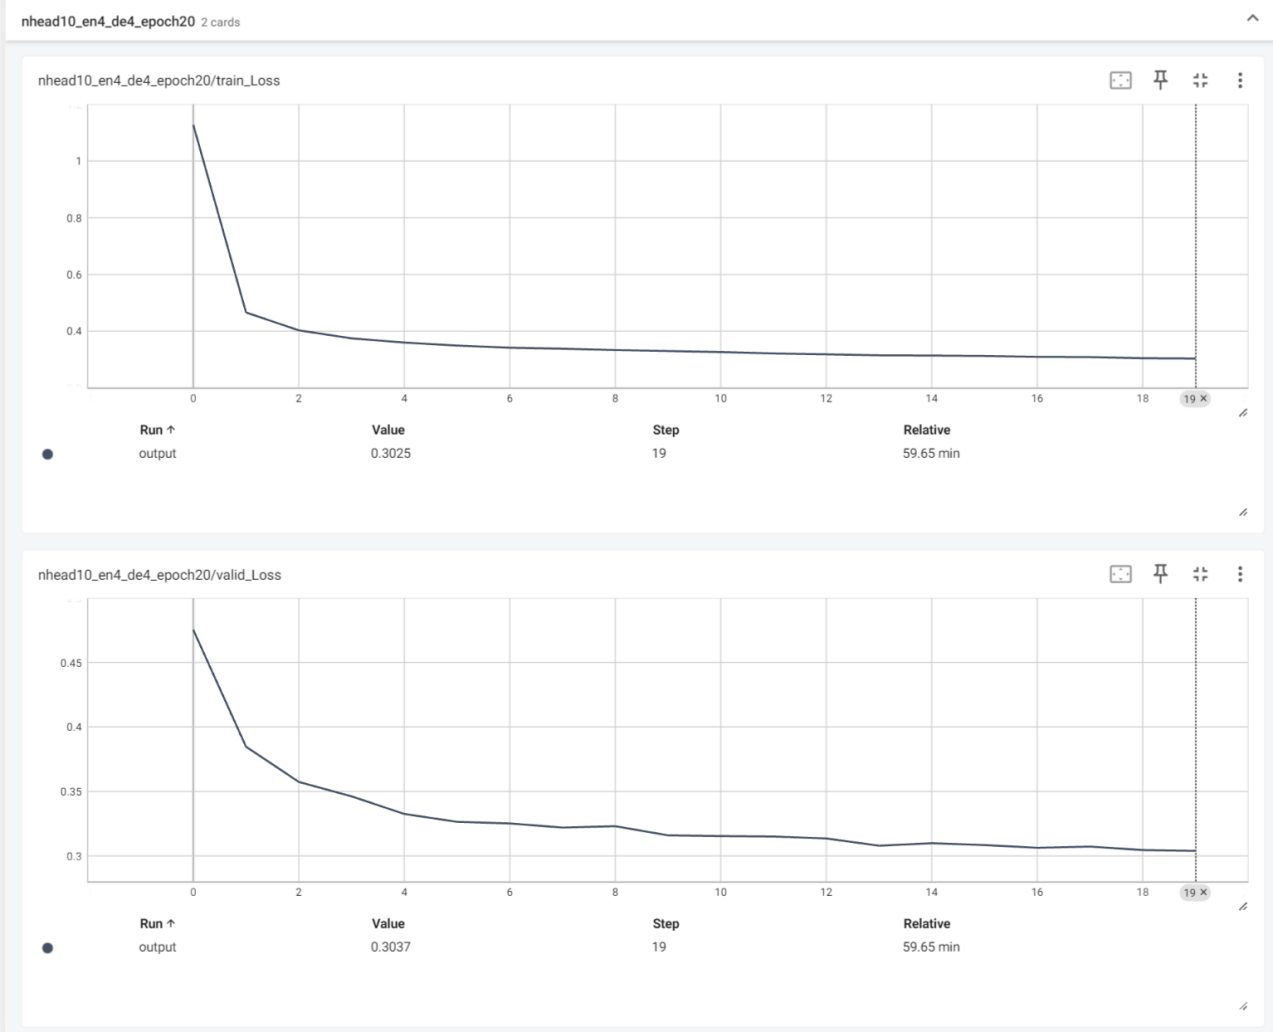 nhead10_en4_de4_epoch20 2 cards
nhead10_en4_de4_epoch20/train_Loss
1
0.8
0.6
0.4
0 2 4 6 8 10 12 14 16 18 19 ×
Run ↑ Value Step Relative
output 0.3025 19 59.65 min
nhead10_en4_de4_epoch20/valid_Loss
0.45
0.4
0.35
0.3
0 2 4 6 8 10 12 14 16 18 19 ×
Run ↑ Value Step Relative
output 0.3037 19 59.65 min